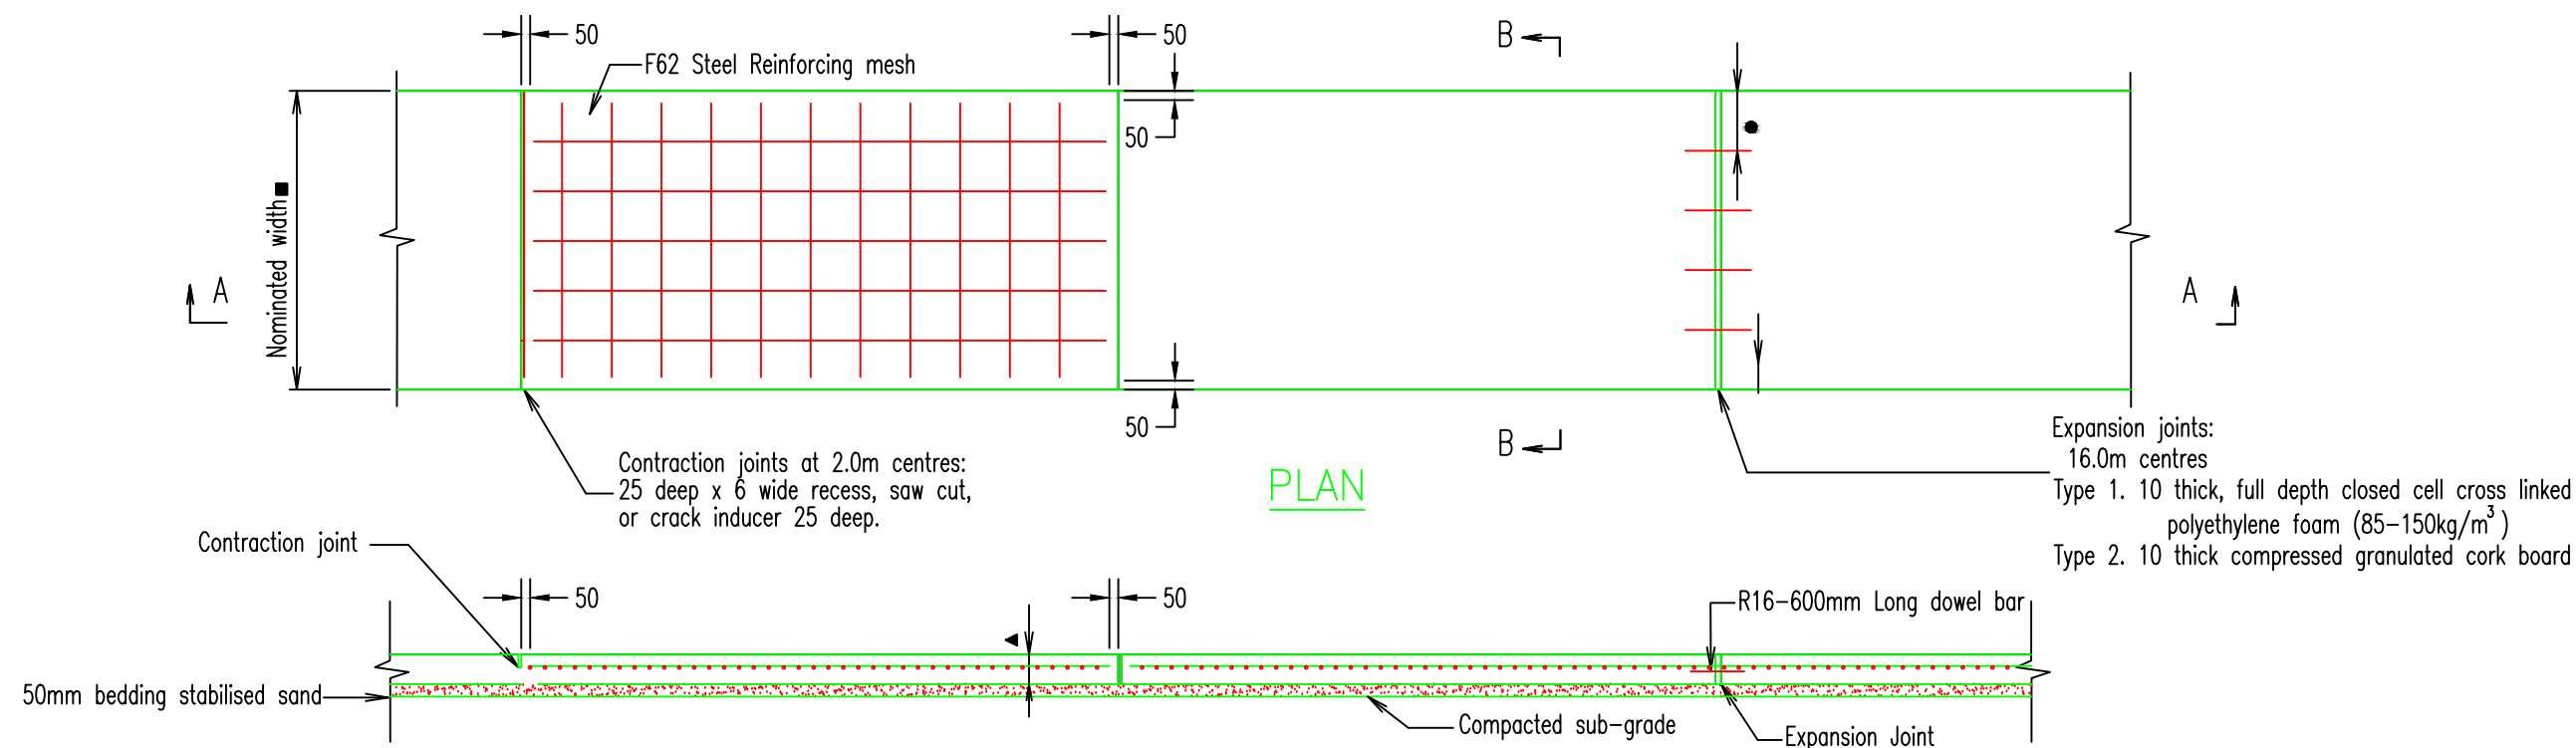 50
50
B
F62 Steel Reinforcing mesh
50
Nominated width■
A
A
50
B
Expansion joints:
16.0m centres
Type 1. 10 thick, full depth closed cell cross linked
polyethylene foam (85-150kg/m³)
Type 2. 10 thick compressed granulated cork board
Contraction joints at 2.0m centres:
25 deep x 6 wide recess, saw cut,
or crack inducer 25 deep.
PLAN
Contraction joint
50
50
R16-600mm Long dowel bar
50mm bedding stabilised sand
Compacted sub-grade
Expansion Joint